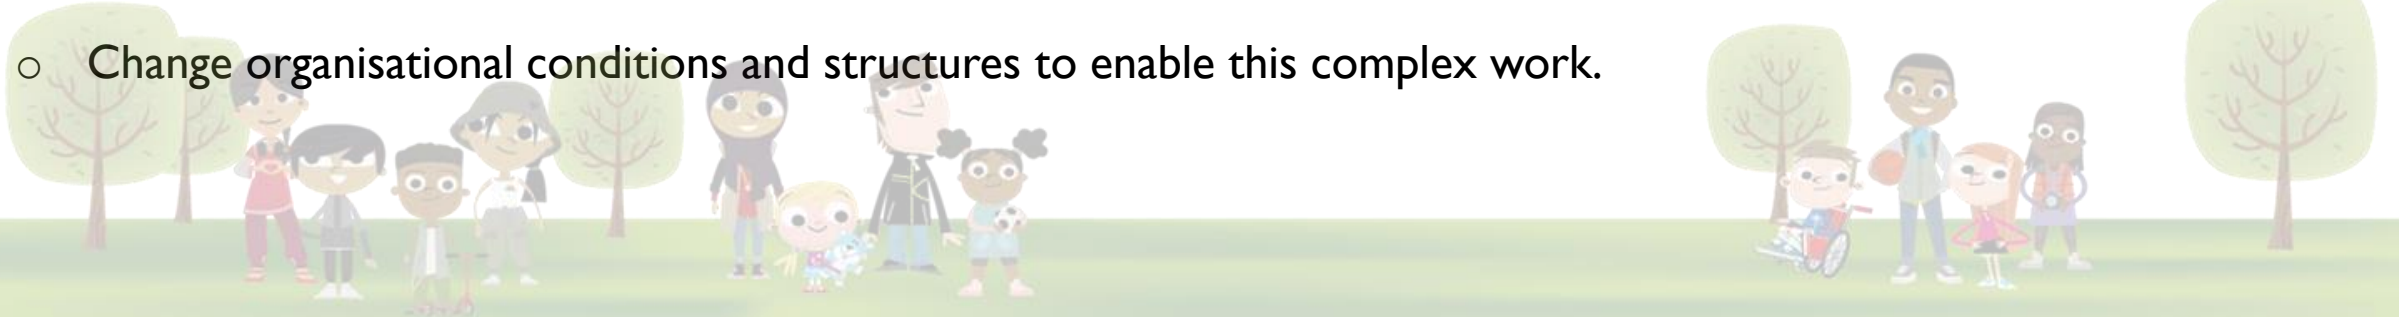 ○ Change organisational conditions and structures to enable this complex work.